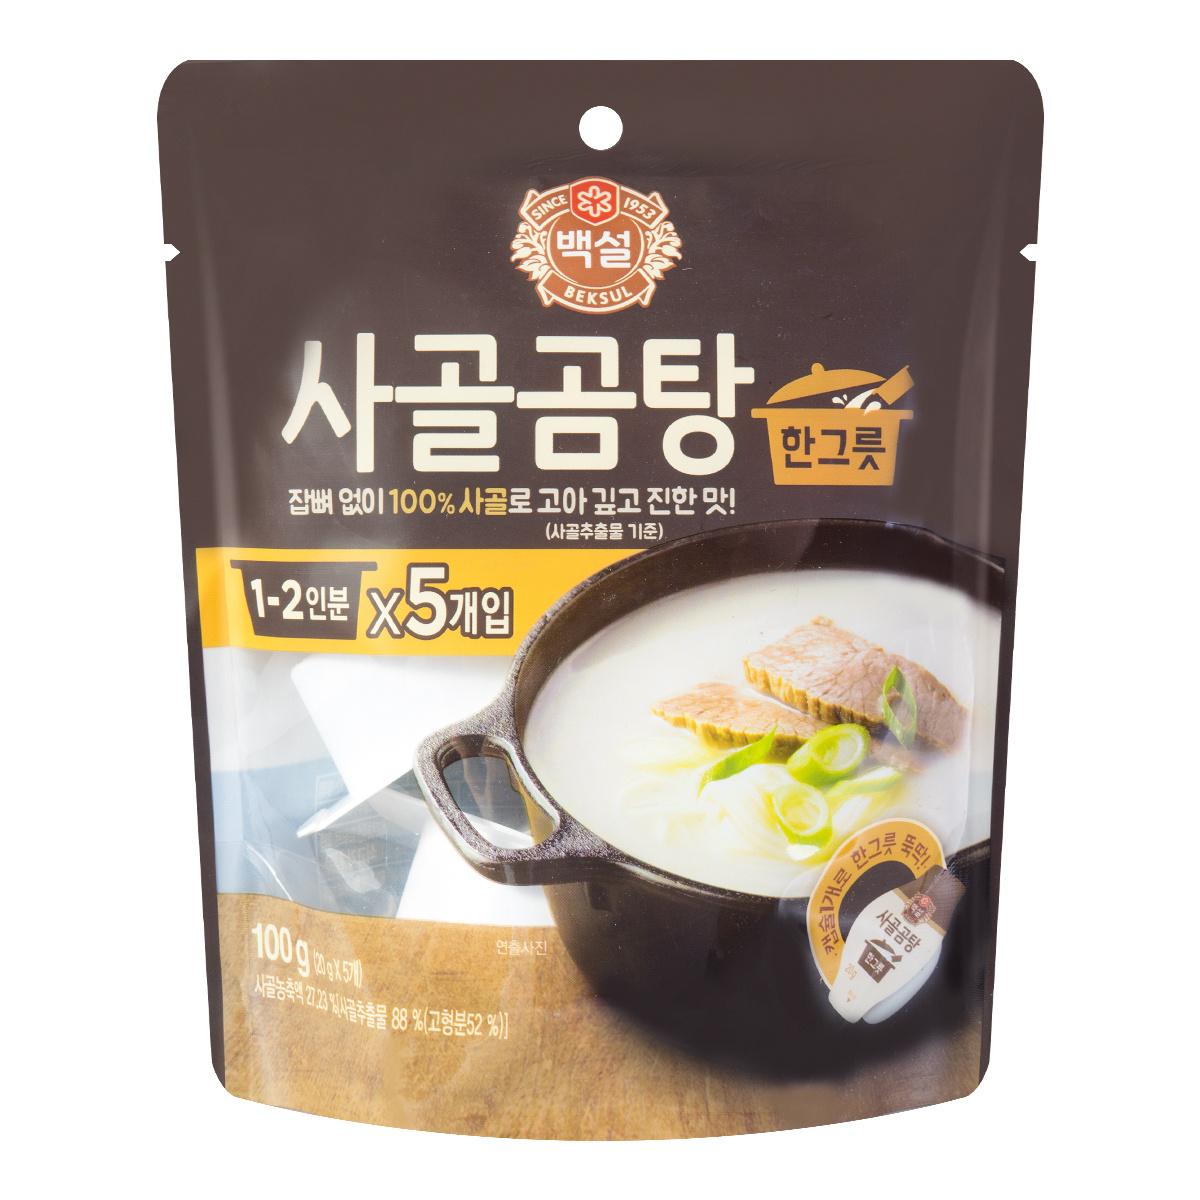 SINCE 1953
백설
BEKSUL
사골곰탕
한그릇
잡뼈 없이 100% 사골로 고아 깊고 진한 맛!
(사골추출물 기준)
1-2인분 x5개입
캡슐1개로 한그릇 뚝딱!
백설
사골곰탕
한그릇
20g
연출사진
100g (20g X 5개)
사골농축액 27.23 %[사골추출물 88 %(고형분52 %)]